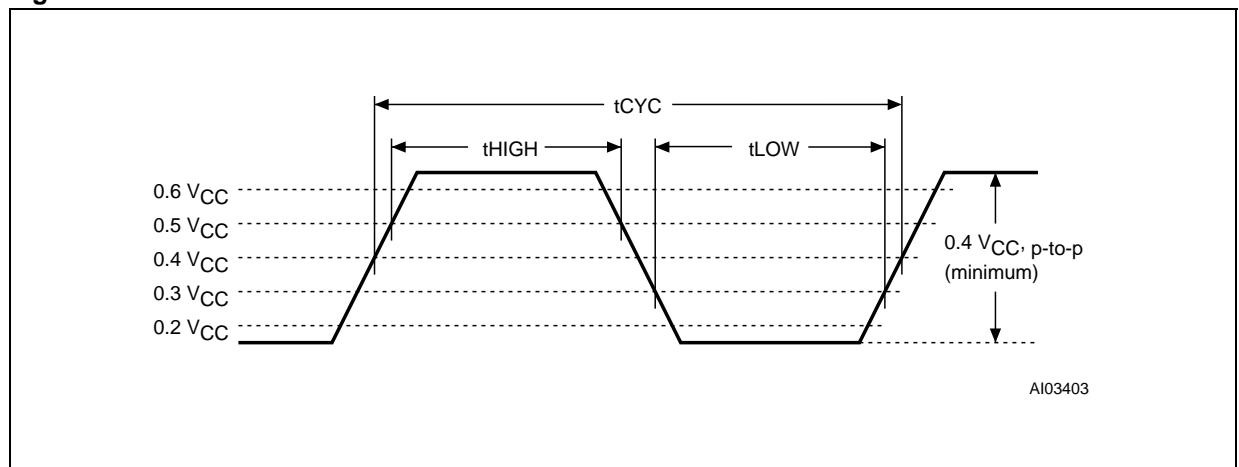 tCYC
tHIGH
tLOW
0.6 VCC
0.5 VCC
0.4 VCC
0.3 VCC
0.2 VCC
0.4 VCC, p-to-p
(minimum)
AI03403